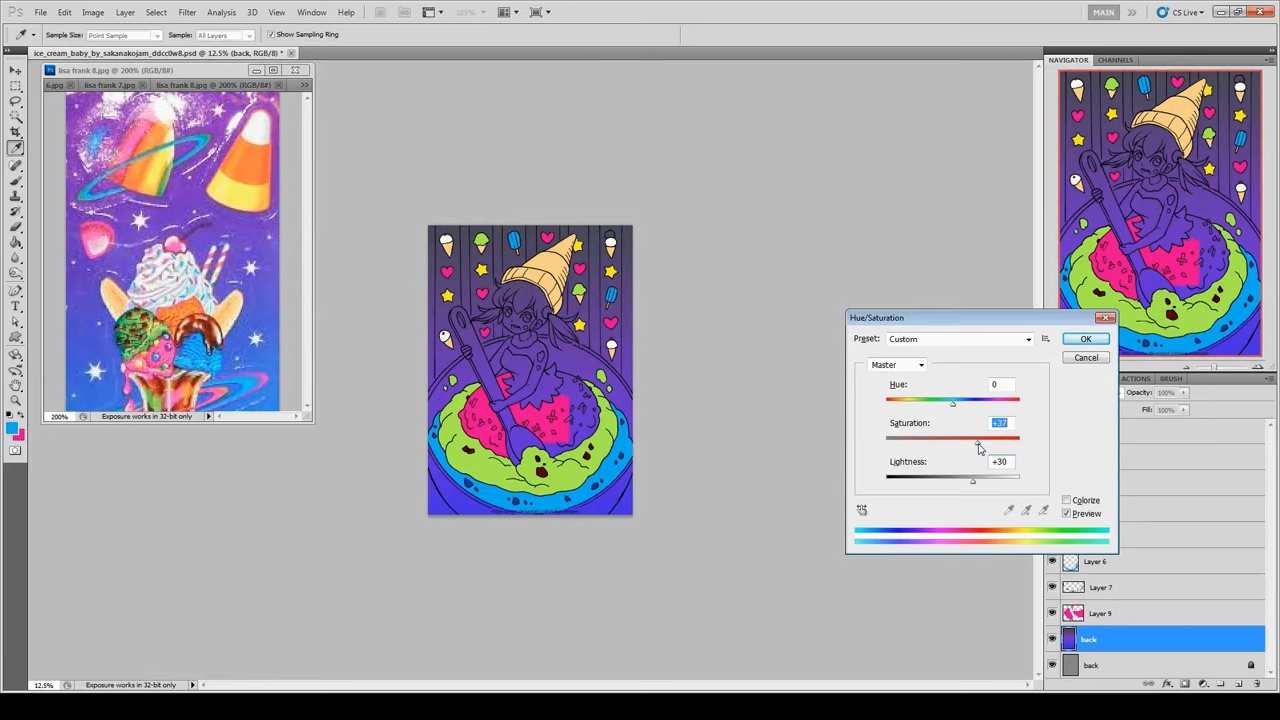 Ps File Edit Image Layer Select Filter Analysis 3D View Window Help 100% MAIN CS Live
Sample Size: Point Sample Sample: All Layers Show Sampling Ring
ice_cream_baby_by_sakanakojam_ddcc0w8.psd @ 12.5% (back, RGB/8) *
NAVIGATOR CHANNELS
lisa frank 8.jpg @ 200% (RGB/8#)
6.jpg lisa frank 7.jpg lisa frank 8.jpg @ 200% (RGB/8#)
Hue/Saturation
Preset: Custom OK
Cancel
Master
Hue: 0
Saturation: +37
Lightness: +30
Colorize
Preview
ACTIONS BRUSH
Opacity: 100%
Fill: 100%
200% Exposure works in 32-bit only
Layer 6
Layer 7
Layer 9
back
back
12.5% Exposure works in 32-bit only